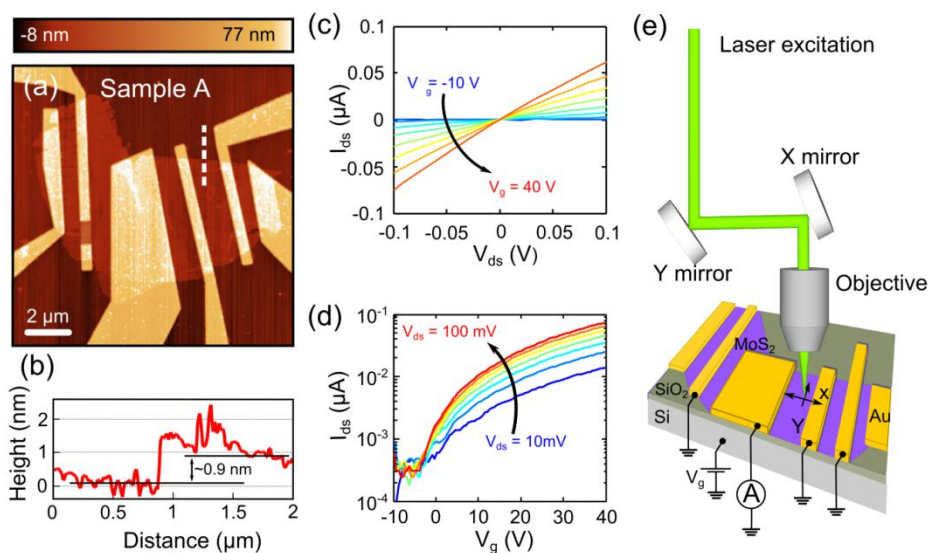 -8 nm 77 nm
(a) Sample A
2 μm
(b)
Height (nm)
2
1
0
~0.9 nm
0 0.5 1 1.5 2
Distance (μm)
(c)
I_ds (μA)
0.1
0.05
0
-0.05
-0.1
V_g = -10 V
V_g = 40 V
-0.1 -0.05 0 0.05 0.1
V_ds (V)
(d)
I_ds (μA)
10^-1
10^-2
10^-3
10^-4
V_ds = 100 mV
V_ds = 10mV
-10 0 10 20 30 40
V_g (V)
(e)
Laser excitation
X mirror
Y mirror
Objective
MoS_2
SiO_2
Si
X
Y
Au
V_g
A